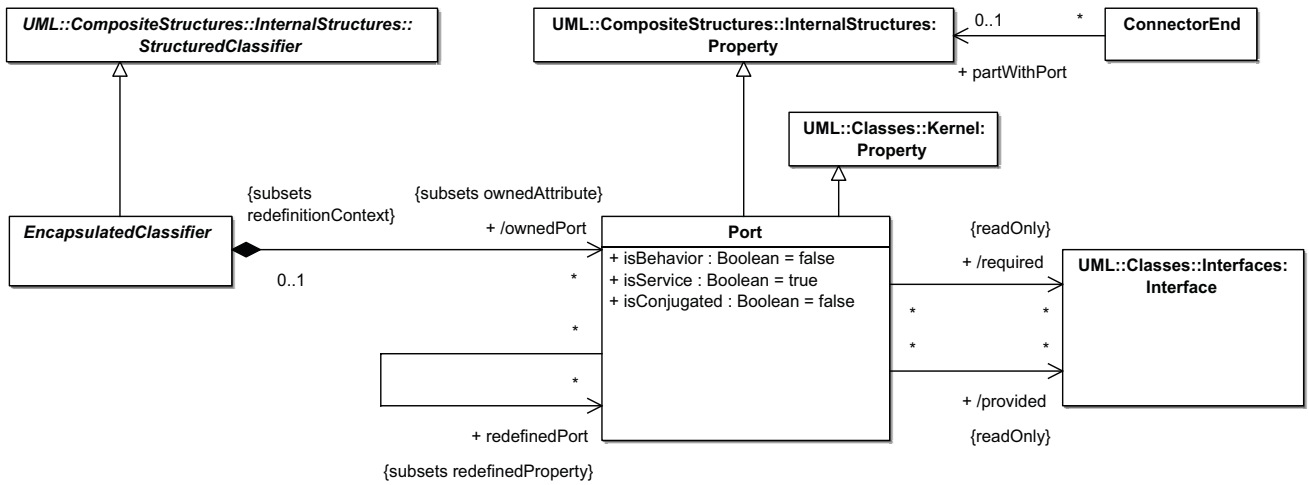 UML::CompositeStructures::InternalStructures::
StructuredClassifier
UML::CompositeStructures::InternalStructures:
Property
0..1
*
ConnectorEnd
+ partWithPort
UML::Classes::Kernel:
Property
{subsets
redefinitionContext}
{subsets ownedAttribute}
+ /ownedPort
EncapsulatedClassifier
0..1
*
Port
+ isBehavior : Boolean = false
+ isService : Boolean = true
+ isConjugated : Boolean = false
{readOnly}
+ /required
UML::Classes::Interfaces:
Interface
*
*
*
*
*
*
+ /provided
{readOnly}
+ redefinedPort
{subsets redefinedProperty}